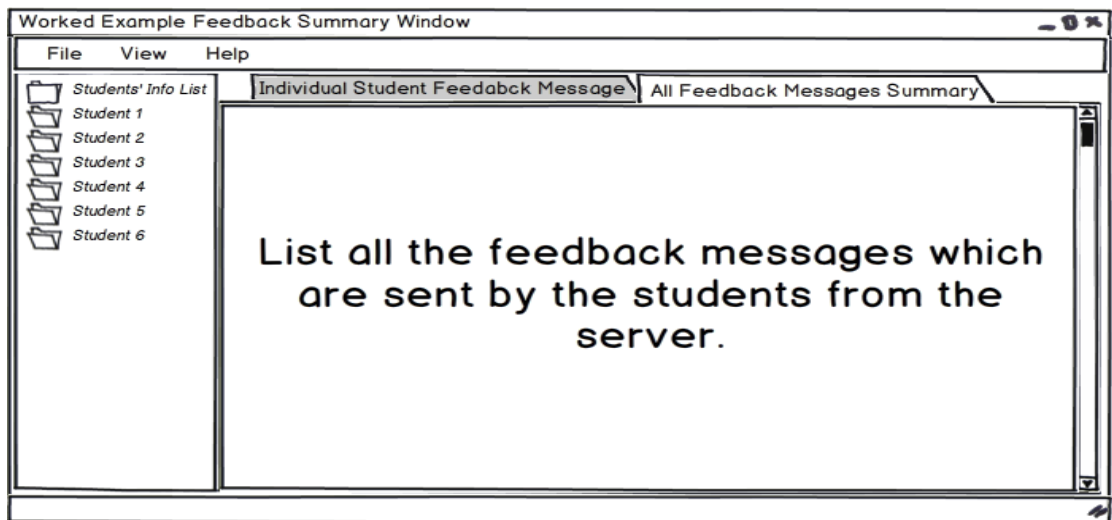 Worked Example Feedback Summary Window
File View Help
Students' Info List
Student 1
Student 2
Student 3
Student 4
Student 5
Student 6
Individual Student Feedabck Message
All Feedback Messages Summary
List all the feedback messages which
are sent by the students from the
server.